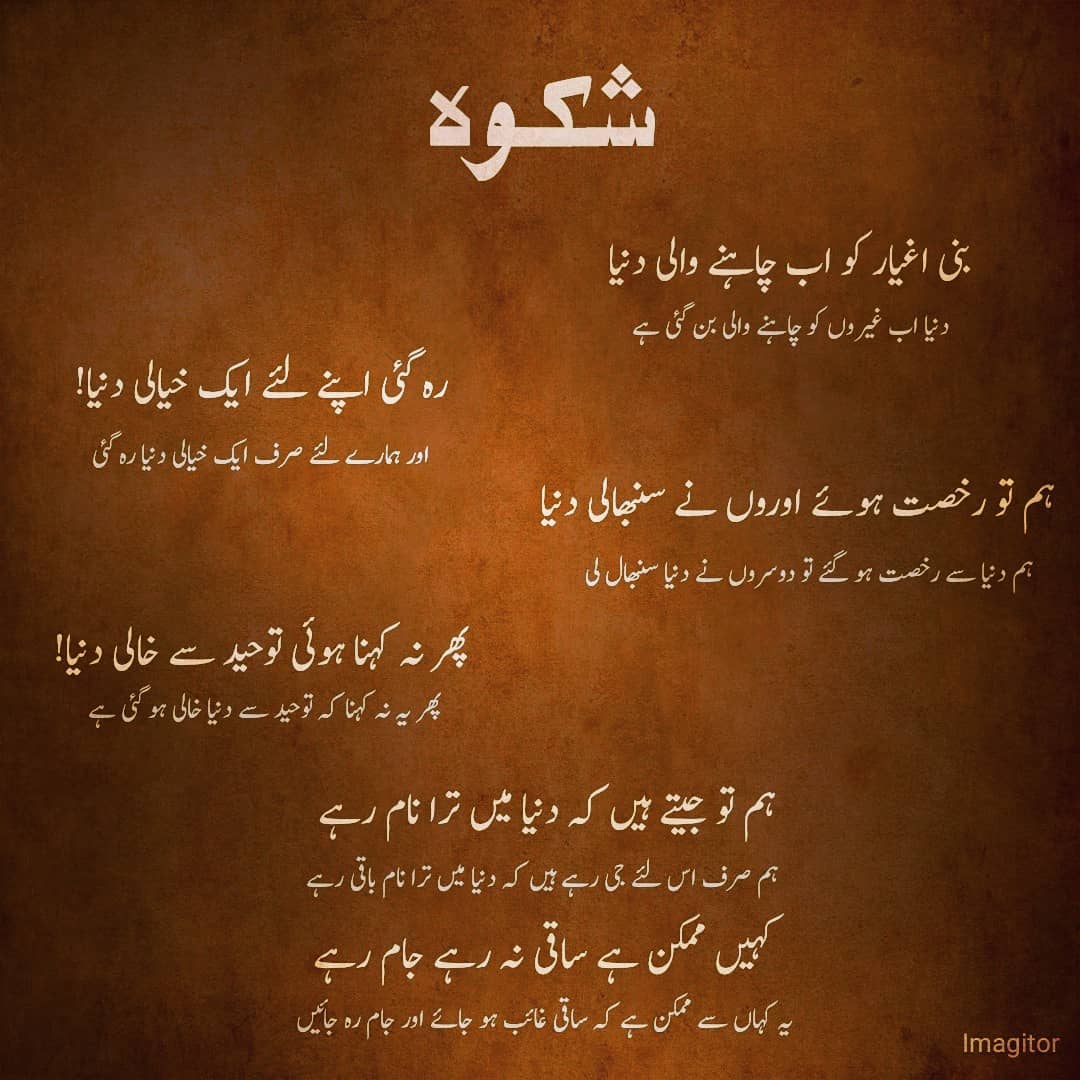 شکوہ
بنی اغیار کو اب چاہنے والی دنیا
دنیا اب غیروں کو چاہنے والی بن گئی ہے
رہ گئی اپنے لئے ایک خیالی دنیا!
اور ہمارے لئے صرف ایک خیالی دنیا رہ گئی
ہم تو رخصت ہوئے اوروں نے سنبھالی دنیا
ہم دنیا سے رخصت ہو گئے تو دوسروں نے دنیا سنبھال لی
پھر نہ کہنا ہوئی توحید سے خالی دنیا!
پھر یہ نہ کہنا کہ توحید سے دنیا خالی ہو گئی ہے
ہم تو جیتے ہیں کہ دنیا میں ترا نام رہے
ہم صرف اس لئے جی رہے ہیں کہ دنیا میں ترا نام باقی رہے
کہیں ممکن ہے ساقی نہ رہے جام رہے
یہ کہاں سے ممکن ہے کہ ساقی غائب ہو جائے اور جام رہ جائیں
Imagitor